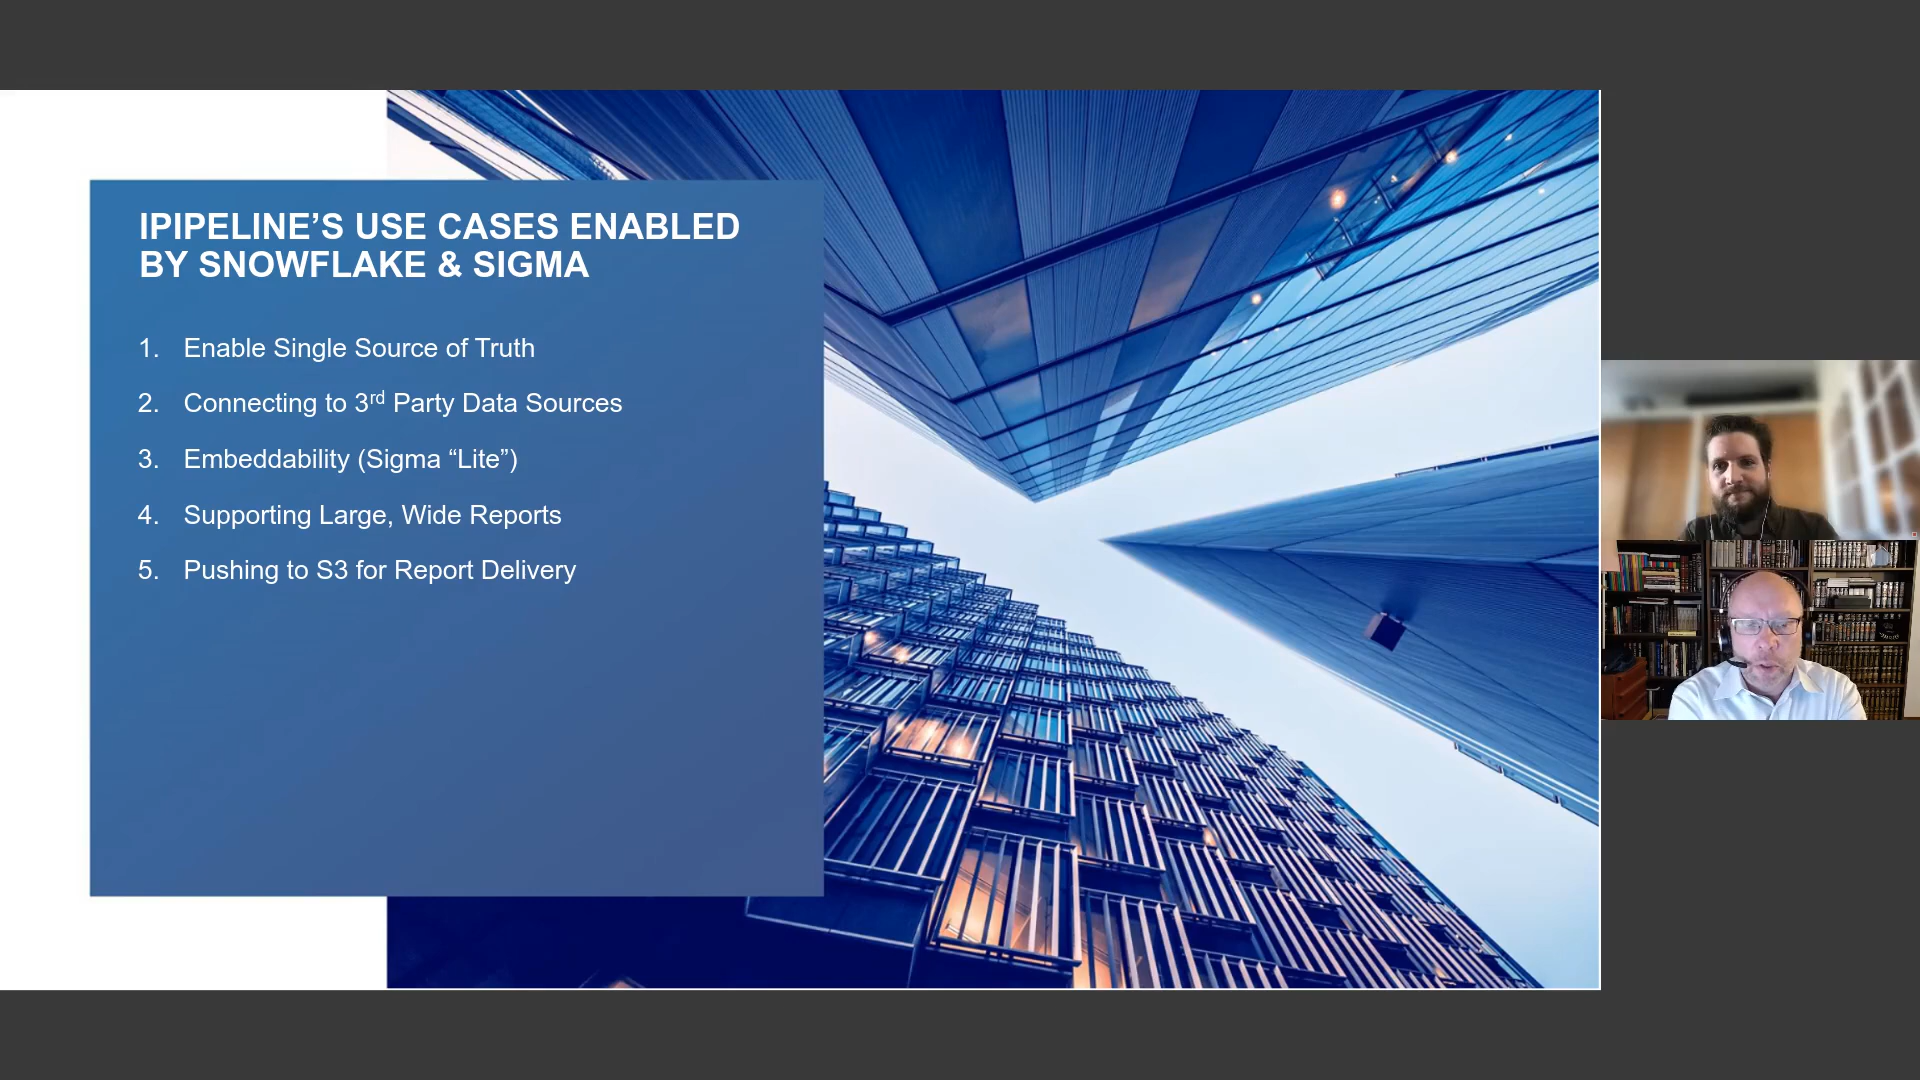 IPIPELINE’S USE CASES ENABLED
BY SNOWFLAKE & SIGMA
1. Enable Single Source of Truth
2. Connecting to 3rd Party Data Sources
3. Embeddability (Sigma “Lite”)
4. Supporting Large, Wide Reports
5. Pushing to S3 for Report Delivery